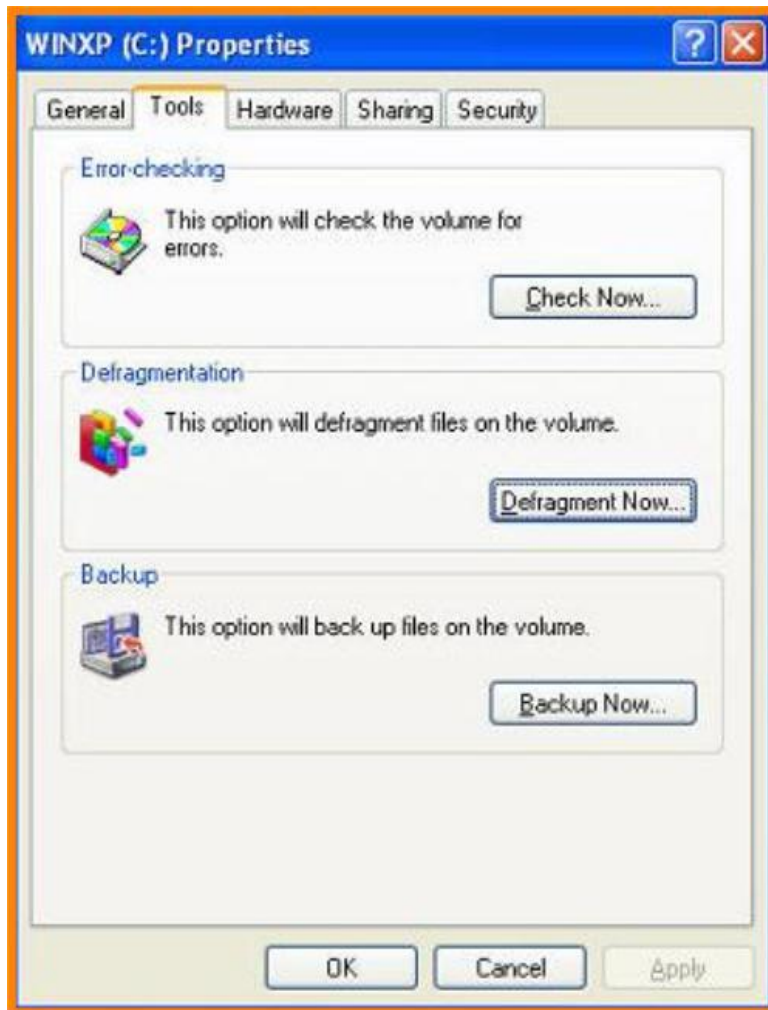 WINXP (C:) Properties
General Tools Hardware Sharing Security
Error-checking
This option will check the volume for
errors.
Check Now...
Defragmentation
This option will defragment files on the volume.
Defragment Now...
Backup
This option will back up files on the volume.
Backup Now...
OK Cancel Apply